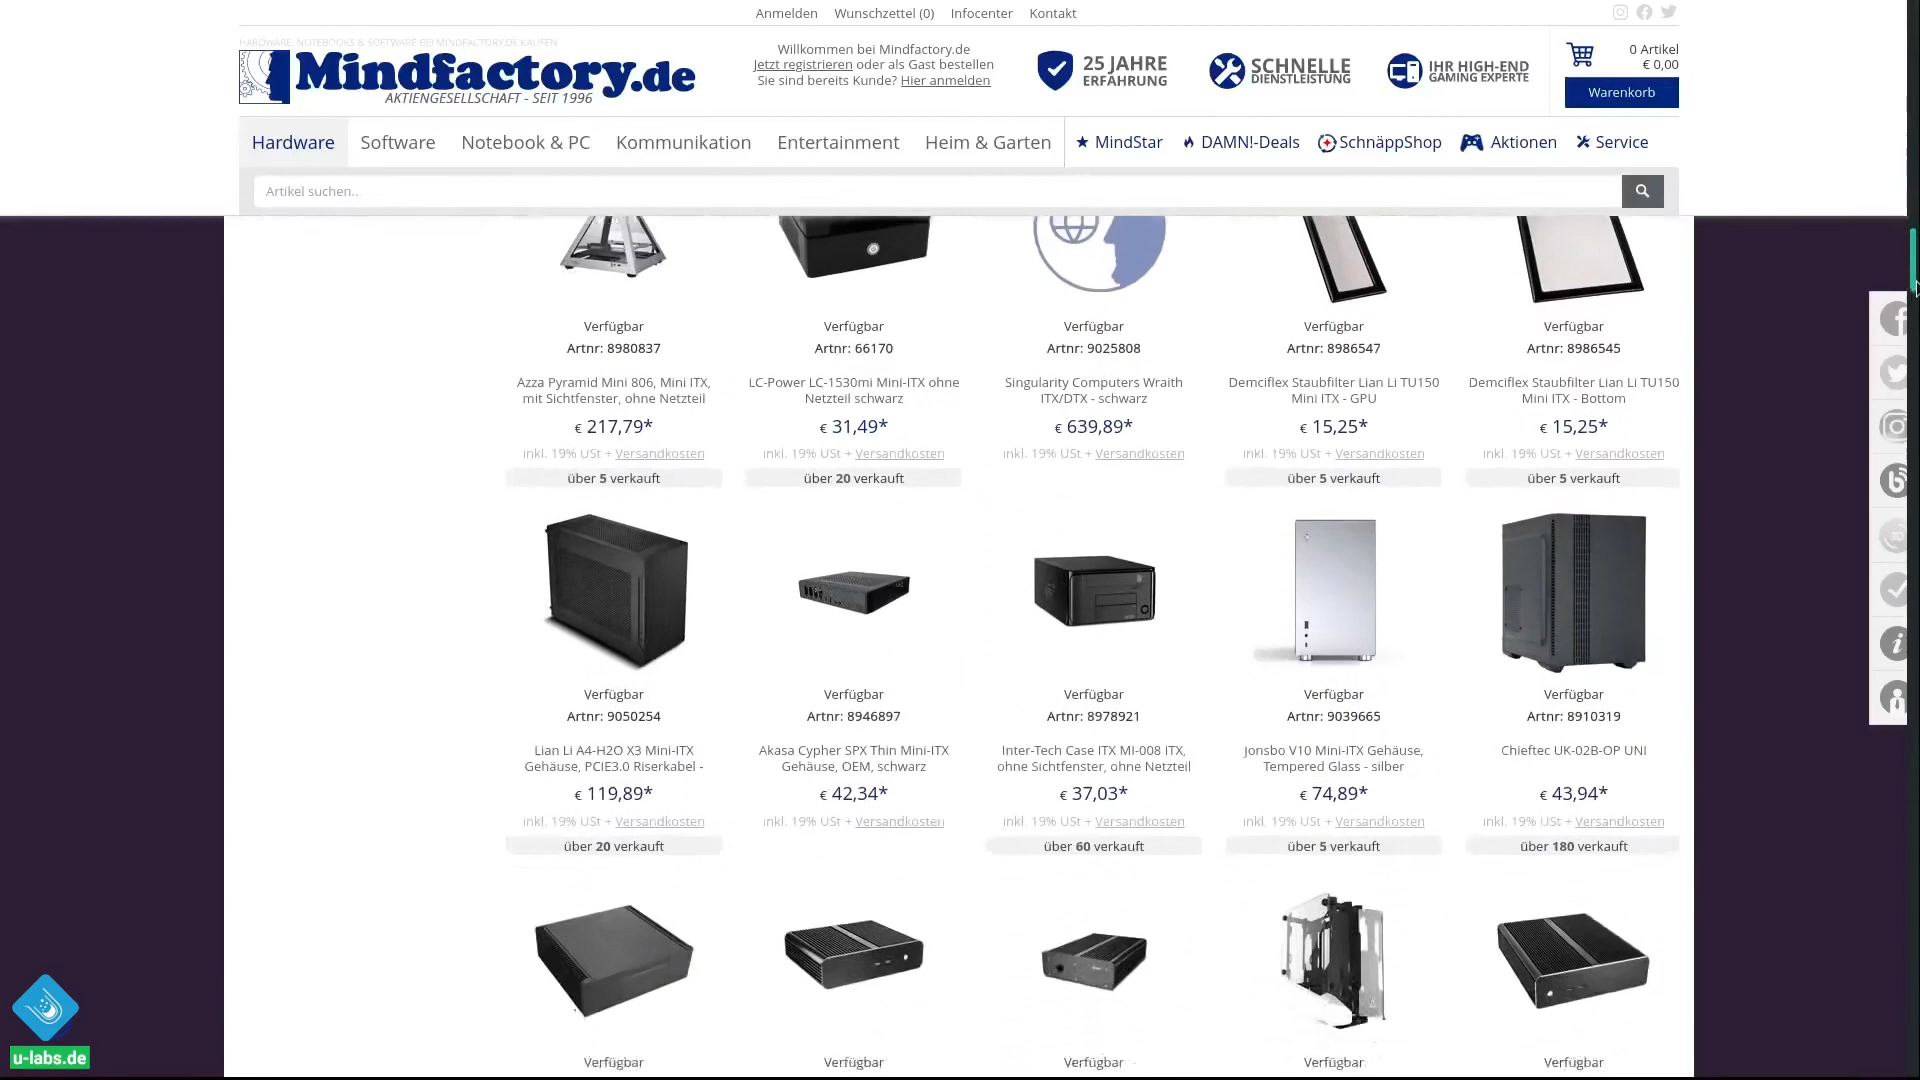 Anmelden Wunschzettel (0) Infocenter Kontakt
HARDWARE, NOTEBOOKS & SOFTWARE BEI MINDFACTORY.DE KAUFEN
Mindfactory.de
AKTIENGESELLSCHAFT - SEIT 1996
Willkommen bei Mindfactory.de
Jetzt registrieren oder als Gast bestellen
Sie sind bereits Kunde? Hier anmelden
25 JAHRE
ERFAHRUNG
SCHNELLE
DIENSTLEISTUNG
IHR HIGH-END
GAMING EXPERTE
0 Artikel
€ 0,00
Warenkorb
Hardware Software Notebook & PC Kommunikation Entertainment Heim & Garten MindStar DAMN!-Deals SchnäppShop Aktionen Service
Artikel suchen..
Verfügbar Verfügbar Verfügbar Verfügbar Verfügbar
Artnr: 8980837 Artnr: 66170 Artnr: 9025808 Artnr: 8986547 Artnr: 8986545
Azza Pyramid Mini 806, Mini ITX, LC-Power LC-1530mi Mini-ITX ohne Singularity Computers Wraith Demciflex Staubfilter Lian Li TU150 Demciflex Staubfilter Lian Li TU150
mit Sichtfenster, ohne Netzteil Netzteil schwarz ITX/DTX - schwarz Mini ITX - GPU Mini ITX - Bottom
€ 217,79* € 31,49* € 639,89* € 15,25* € 15,25*
inkl. 19% USt + Versandkosten inkl. 19% USt + Versandkosten inkl. 19% USt + Versandkosten inkl. 19% USt + Versandkosten inkl. 19% USt + Versandkosten
über 5 verkauft über 20 verkauft über 5 verkauft über 5 verkauft
Verfügbar Verfügbar Verfügbar Verfügbar Verfügbar
Artnr: 9050254 Artnr: 8946897 Artnr: 8978921 Artnr: 9039665 Artnr: 8910319
Lian Li A4-H2O X3 Mini-ITX Akasa Cypher SPX Thin Mini-ITX Inter-Tech Case ITX MI-008 ITX, Jonsbo V10 Mini-ITX Gehäuse, Chieftec UK-02B-OP UNI
Gehäuse, PCIE3.0 Riserkabel - Gehäuse, OEM, schwarz ohne Sichtfenster, ohne Netzteil Tempered Glass - silber
€ 119,89* € 42,34* € 37,03* € 74,89* € 43,94*
inkl. 19% USt + Versandkosten inkl. 19% USt + Versandkosten inkl. 19% USt + Versandkosten inkl. 19% USt + Versandkosten inkl. 19% USt + Versandkosten
über 20 verkauft über 60 verkauft über 5 verkauft über 180 verkauft
Verfügbar Verfügbar Verfügbar Verfügbar Verfügbar
u-labs.de